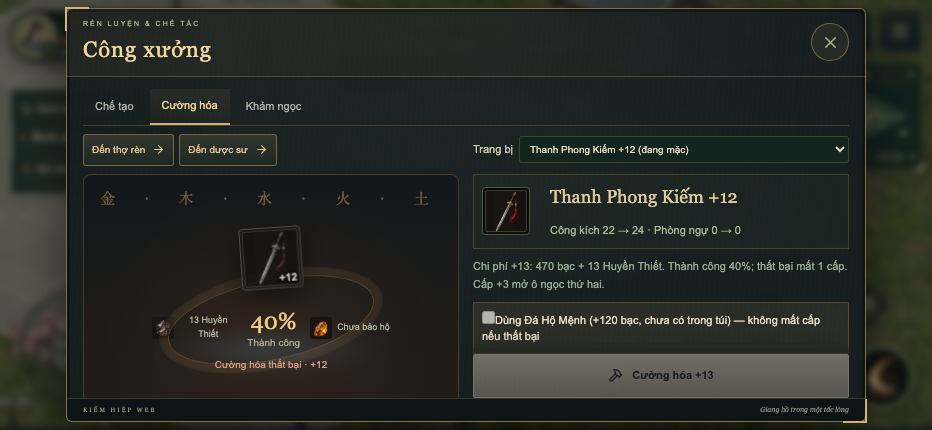 RÈN LUYỆN & CHẾ TÁC
Công xưởng
Chế tạo
Cường hóa
Khảm ngọc
Đến thợ rèn →
Đến dược sư →
金 · 木 · 水 · 火 · 土
+12
13 Huyền
Thiết
40%
Thành công
Chưa bảo hộ
Cường hóa thất bại · +12
Trang bị
Thanh Phong Kiếm +12 (đang mặc)
Thanh Phong Kiếm +12
Công kích 22 → 24 · Phòng ngự 0 → 0
Chi phí +13: 470 bạc + 13 Huyền Thiết. Thành công 40%; thất bại mất 1 cấp.
Cấp +3 mở ô ngọc thứ hai.
Dùng Đá Hộ Mệnh (+120 bạc, chưa có trong túi) — không mất cấp
nếu thất bại
Cường hóa +13
KIẾM HIỆP WEB
Giang hồ trong một tấc lòng